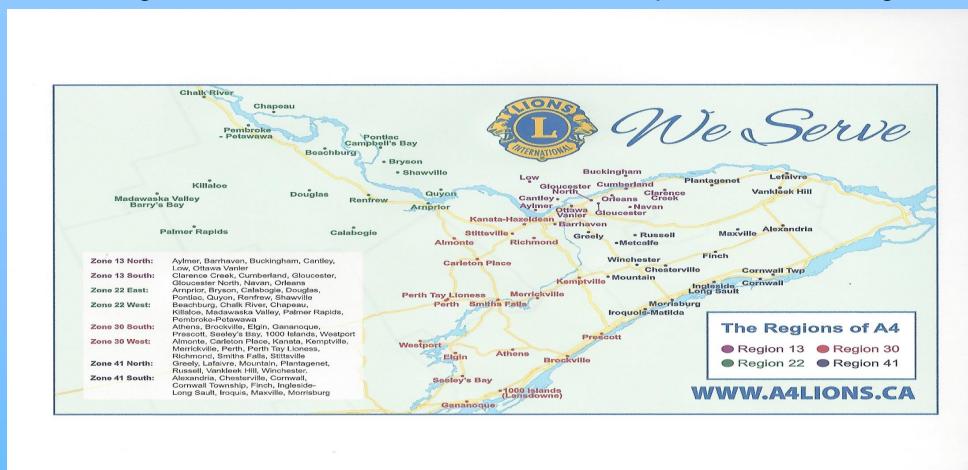 Chalk River
Chapeau
Pembroke
- Petawawa
Pontiac
Campbell's Bay
Beachburg
Bryson
Shawville
Killaloe
Madawaska Valley
Barry's Bay
Douglas
Renfrew
Quyon
Arnprior
Palmer Rapids
Calabogie
LIONS
L
INTERNATIONAL
We Serve
Low
Buckingham
Gloucester
North
Cumberland
Plantagenet
Lefaivre
Vankleek Hill
Cantley
Aylmer
Ottawa
Vanier
Orleans
Clarence
Creek
Navan
Gloucester
Kanata-Hazeldean
Barrhaven
Stittsville
Almonte
Richmond
Greely
Russell
Metcalfe
Maxville
Alexandria
Carleton Place
Winchester
Chesterville
Finch
Mountain
Cornwall Twp
Cornwall
Kemptville
Ingleside
Long Sault
Perth Tay Lioness
Perth
Smiths Falls
Merrickville
Morrisburg
Iroquois-Matilda
Prescott
Westport
Elgin
Athens
Brockville
Seeley's Bay
1000 Islands
(Lansdowne)
Gananoque
Zone 13 North: Aylmer, Barrhaven, Buckingham, Cantley,
Low, Ottawa Vanier
Zone 13 South: Clarence Creek, Cumberland, Gloucester,
Gloucester North, Navan, Orleans
Zone 22 East: Arnprior, Bryson, Calabogie, Douglas,
Pontiac, Quyon, Renfrew, Shawville
Zone 22 West: Beachburg, Chalk River, Chapeau,
Killaloe, Madawaska Valley, Palmer Rapids,
Pembroke-Petawawa
Zone 30 South: Athens, Brockville, Elgin, Gananoque,
Prescott, Seeley's Bay, 1000 Islands, Westport
Zone 30 West: Almonte, Carleton Place, Kanata, Kemptville,
Merrickville, Perth, Perth Tay Lioness,
Richmond, Smiths Falls, Stittsville
Zone 41 North: Greely, Lafaivre, Mountain, Plantagenet,
Russell, Vankleek Hill, Winchester.
Zone 41 South: Alexandria, Chesterville, Cornwall,
Cornwall Township, Finch, Ingleside-
Long Sault, Iroquis, Maxville, Morrisburg
The Regions of A4
Region 13
Region 30
Region 22
Region 41
WWW.A4LIONS.CA